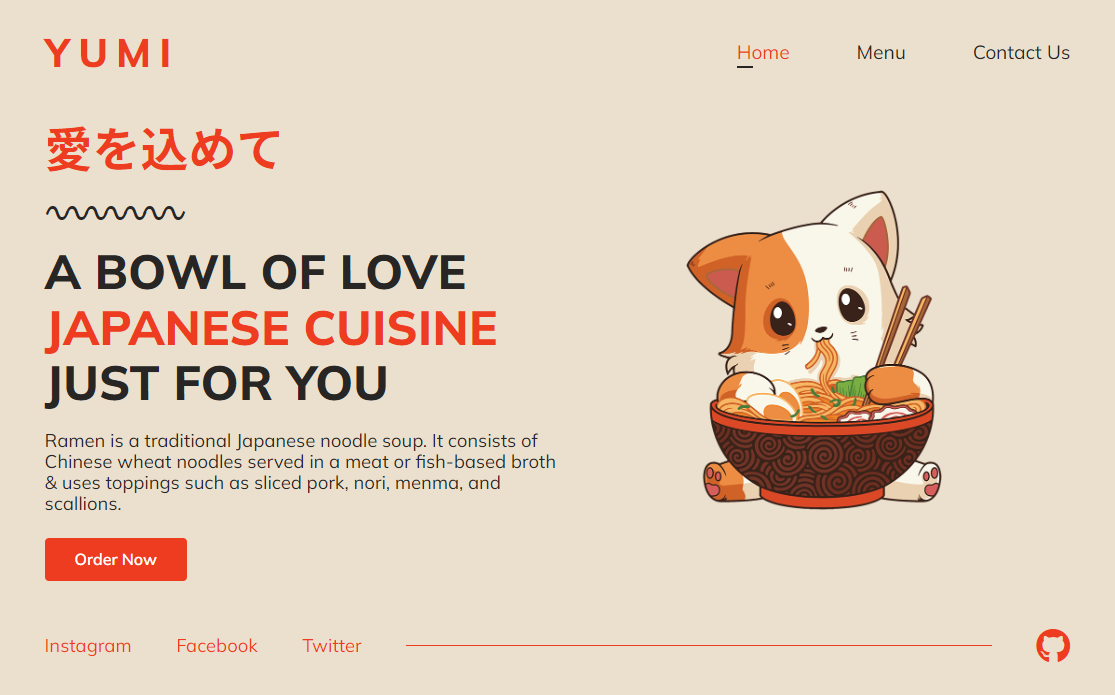 YUMI
Home Menu Contact Us
愛を込めて
A BOWL OF LOVE
JAPANESE CUISINE
JUST FOR YOU
Ramen is a traditional Japanese noodle soup. It consists of
Chinese wheat noodles served in a meat or fish-based broth
& uses toppings such as sliced pork, nori, menma, and
scallions.
Order Now
Instagram Facebook Twitter